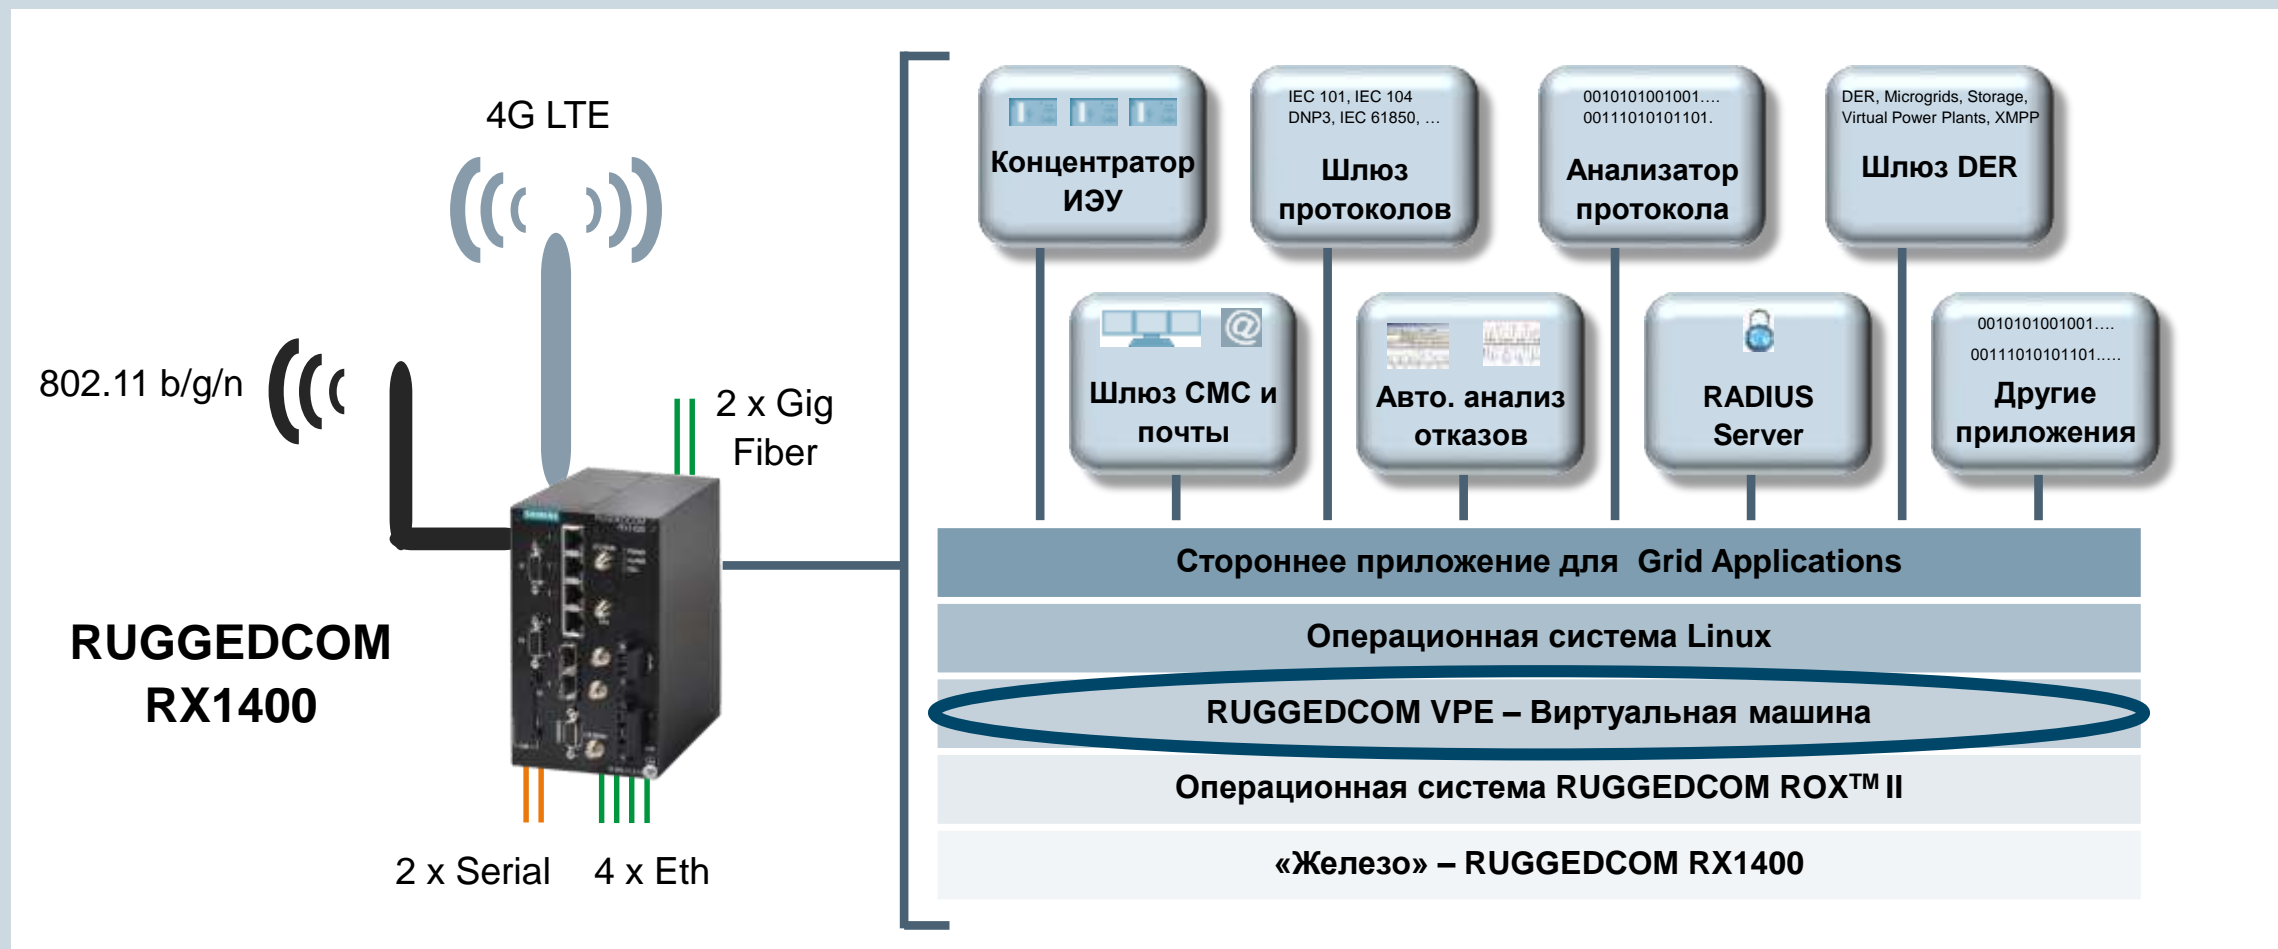 4G LTE
802.11 b/g/n
2 x Gig
Fiber
RUGGEDCOM
RX1400
SIEMENS
2 x Serial
4 x Eth
Концентратор
ИЭУ
IEC 101, IEC 104
DNP3, IEC 61850, …
Шлюз
протоколов
0010101001001….
00111010101101.
Анализатор
протокола
DER, Microgrids, Storage,
Virtual Power Plants, XMPP
Шлюз DER
@
Шлюз СМС и
почты
Авто. анализ
отказов
RADIUS
Server
0010101001001….
00111010101101…..
Другие
приложения
Стороннее приложение для Grid Applications
Операционная система Linux
RUGGEDCOM VPE – Виртуальная машина
Операционная система RUGGEDCOM ROX™ II
«Железо» – RUGGEDCOM RX1400